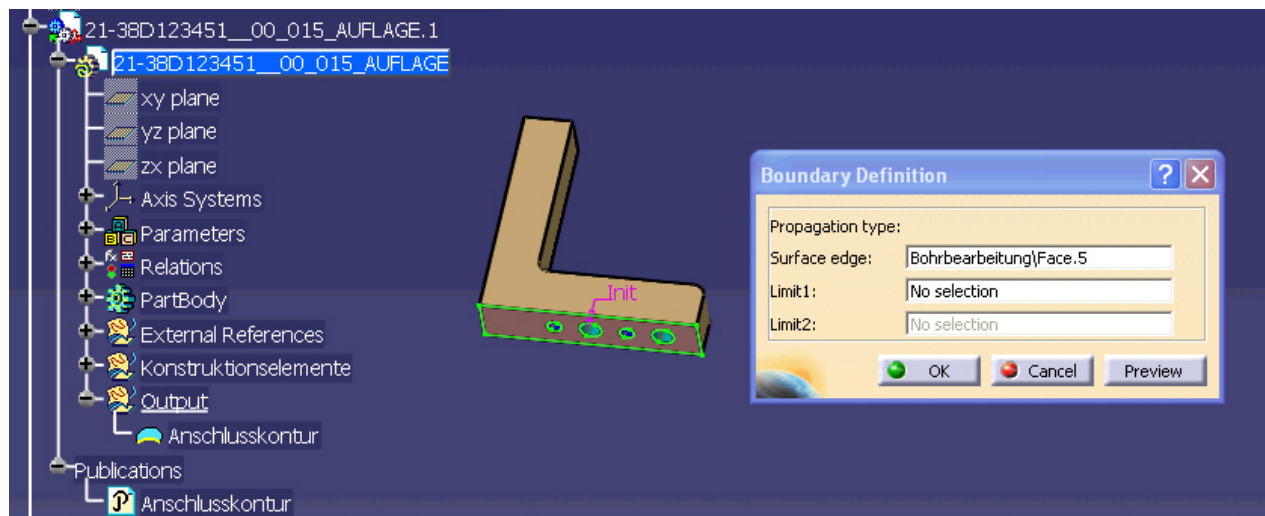 21-38D123451__00_015_AUFLAGE.1
21-38D123451__00_015_AUFLAGE
xy plane
yz plane
zx plane
Axis Systems
Parameters
Relations
PartBody
External References
Konstruktionselemente
Output
Anschlusskontur
Publications
Anschlusskontur
Init
Boundary Definition
Propagation type:
Surface edge: Bohrbearbeitung\Face.5
Limit1: No selection
Limit2: No selection
OK Cancel Preview